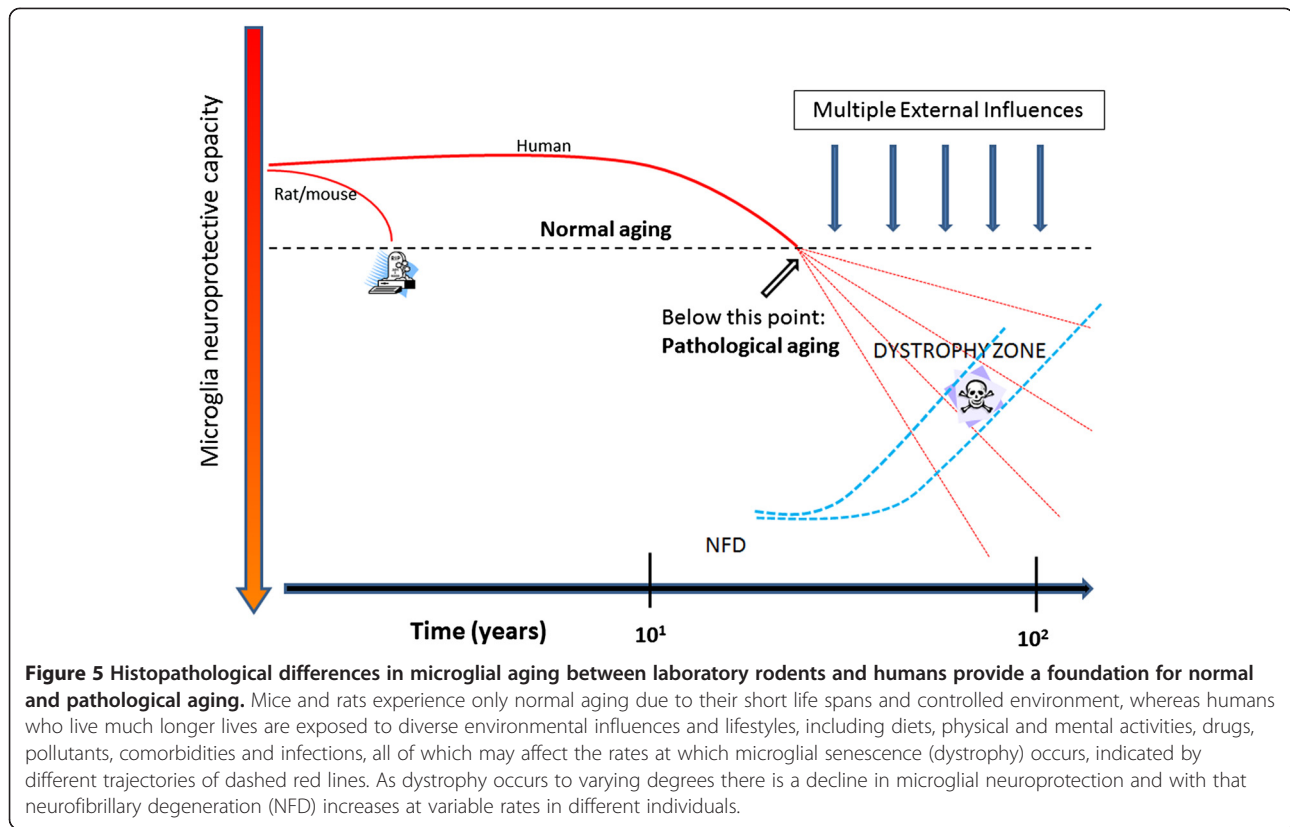 Microglia neuroprotective capacity
Multiple External Influences
Human
Rat/mouse
Normal aging
Below this point:
Pathological aging
DYSTROPHY ZONE
NFD
Time (years)
10¹
10²
Figure 5 Histopathological differences in microglial aging between laboratory rodents and humans provide a foundation for normal
and pathological aging. Mice and rats experience only normal aging due to their short life spans and controlled environment, whereas humans
who live much longer lives are exposed to diverse environmental influences and lifestyles, including diets, physical and mental activities, drugs,
pollutants, comorbidities and infections, all of which may affect the rates at which microglial senescence (dystrophy) occurs, indicated by
different trajectories of dashed red lines. As dystrophy occurs to varying degrees there is a decline in microglial neuroprotection and with that
neurofibrillary degeneration (NFD) increases at variable rates in different individuals.